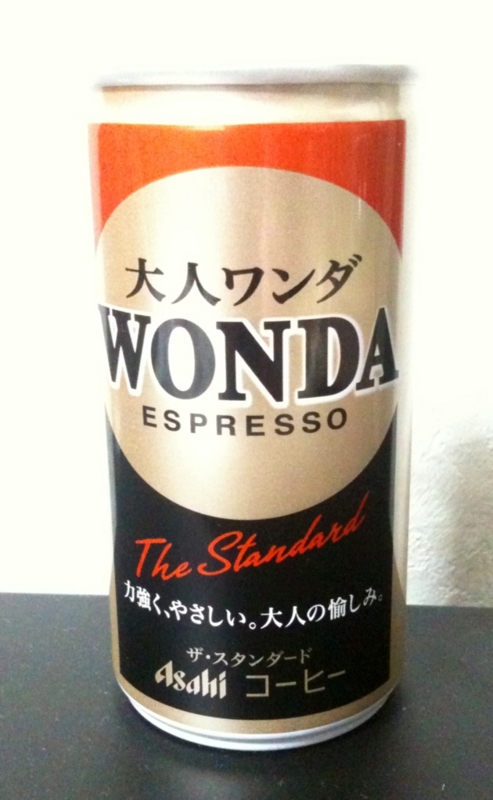 大人ワンダ
WONDA
ESPRESSO
The Standard
力強く、やさしい。大人の愉しみ。
ザ・スタンダード
Asahi コーヒー